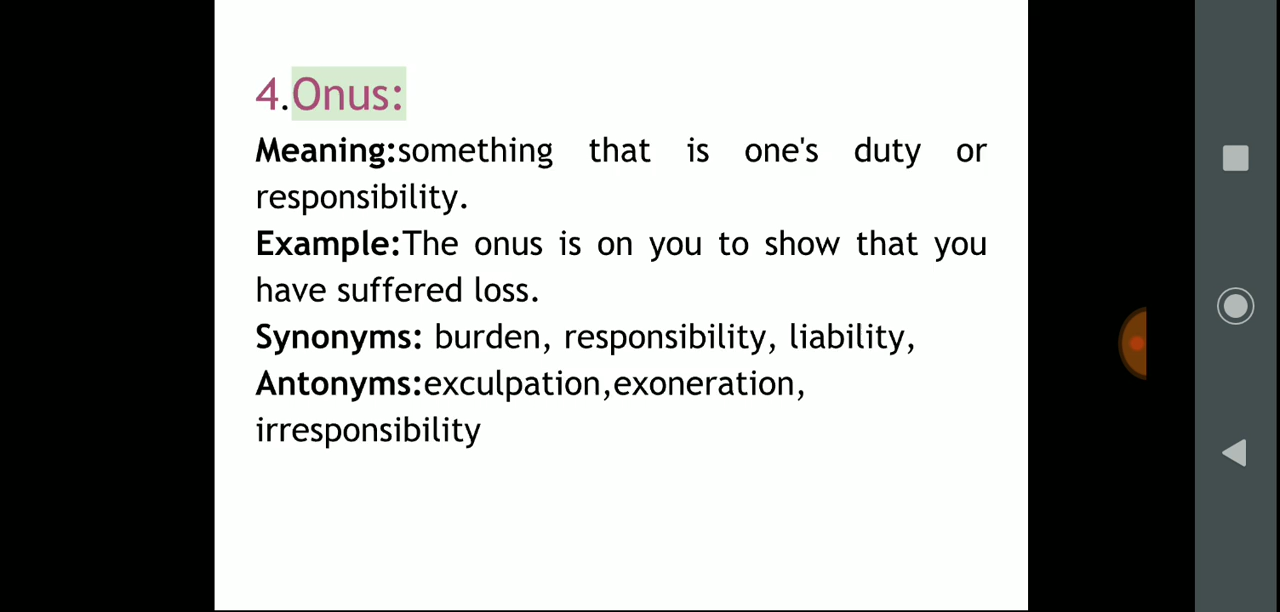 4.Onus:
Meaning:something that is one's duty or
responsibility.
Example:The onus is on you to show that you
have suffered loss.
Synonyms: burden, responsibility, liability,
Antonyms:exculpation,exoneration,
irresponsibility